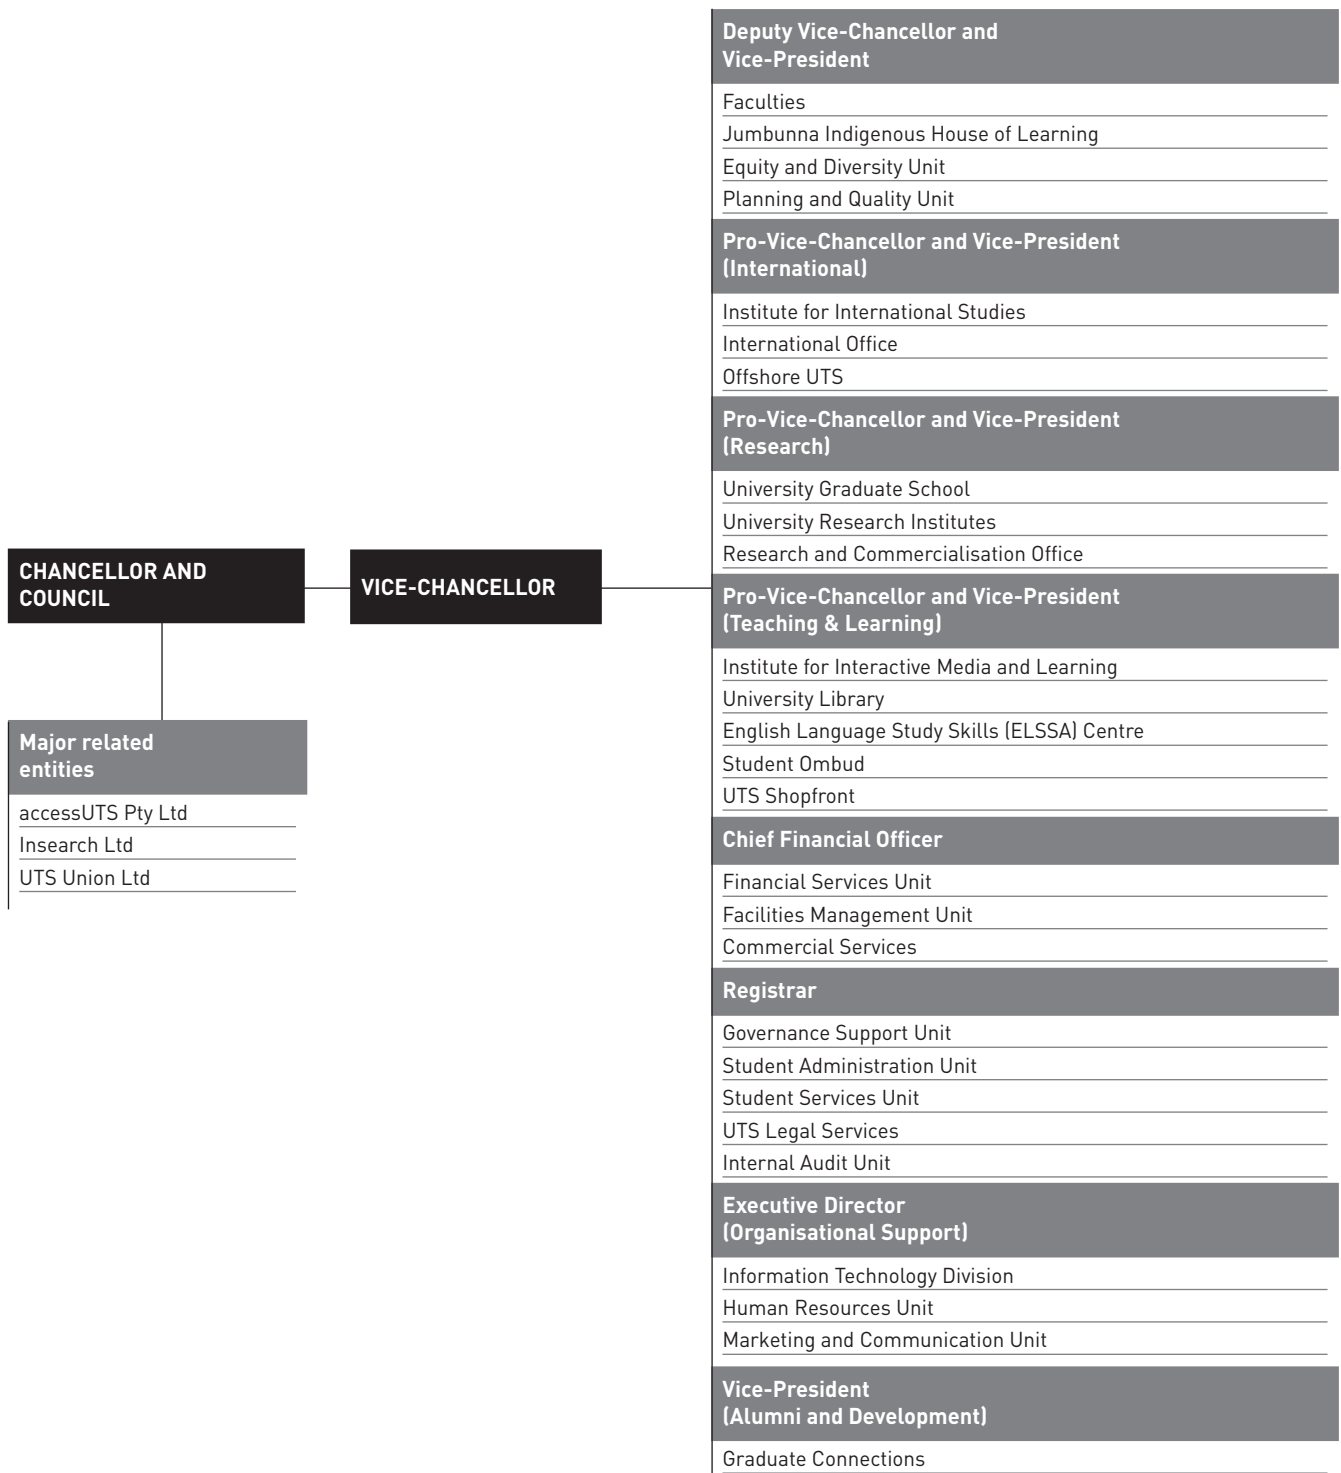 CHANCELLOR AND
COUNCIL
Major related
entities
accessUTS Pty Ltd
Insearch Ltd
UTS Union Ltd
VICE-CHANCELLOR
Deputy Vice-Chancellor and
Vice-President
Faculties
Jumbunna Indigenous House of Learning
Equity and Diversity Unit
Planning and Quality Unit
Pro-Vice-Chancellor and Vice-President
(International)
Institute for International Studies
International Office
Offshore UTS
Pro-Vice-Chancellor and Vice-President
(Research)
University Graduate School
University Research Institutes
Research and Commercialisation Office
Pro-Vice-Chancellor and Vice-President
(Teaching & Learning)
Institute for Interactive Media and Learning
University Library
English Language Study Skills (ELSSA) Centre
Student Ombud
UTS Shopfront
Chief Financial Officer
Financial Services Unit
Facilities Management Unit
Commercial Services
Registrar
Governance Support Unit
Student Administration Unit
Student Services Unit
UTS Legal Services
Internal Audit Unit
Executive Director
(Organisational Support)
Information Technology Division
Human Resources Unit
Marketing and Communication Unit
Vice-President
(Alumni and Development)
Graduate Connections